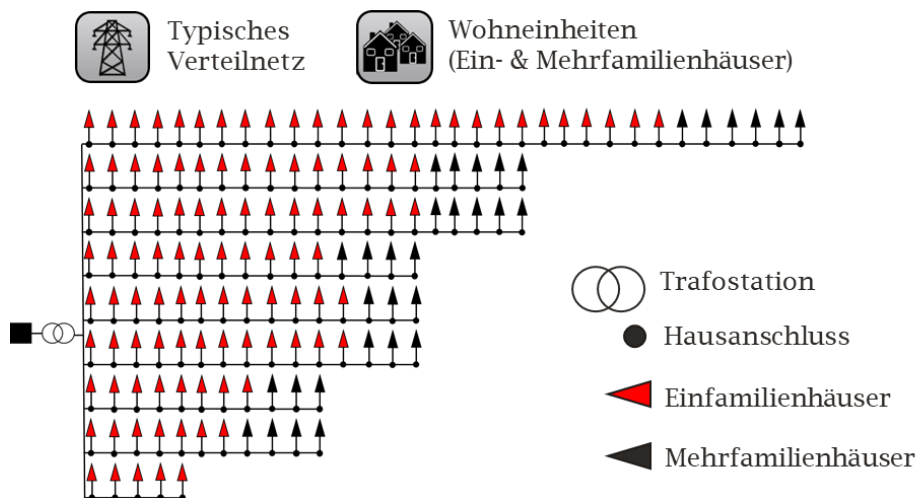 Typisches
Verteilnetz
Wohneinheiten
(Ein- & Mehrfamilienhäuser)
Trafostation
Hausanschluss
Einfamilienhäuser
Mehrfamilienhäuser